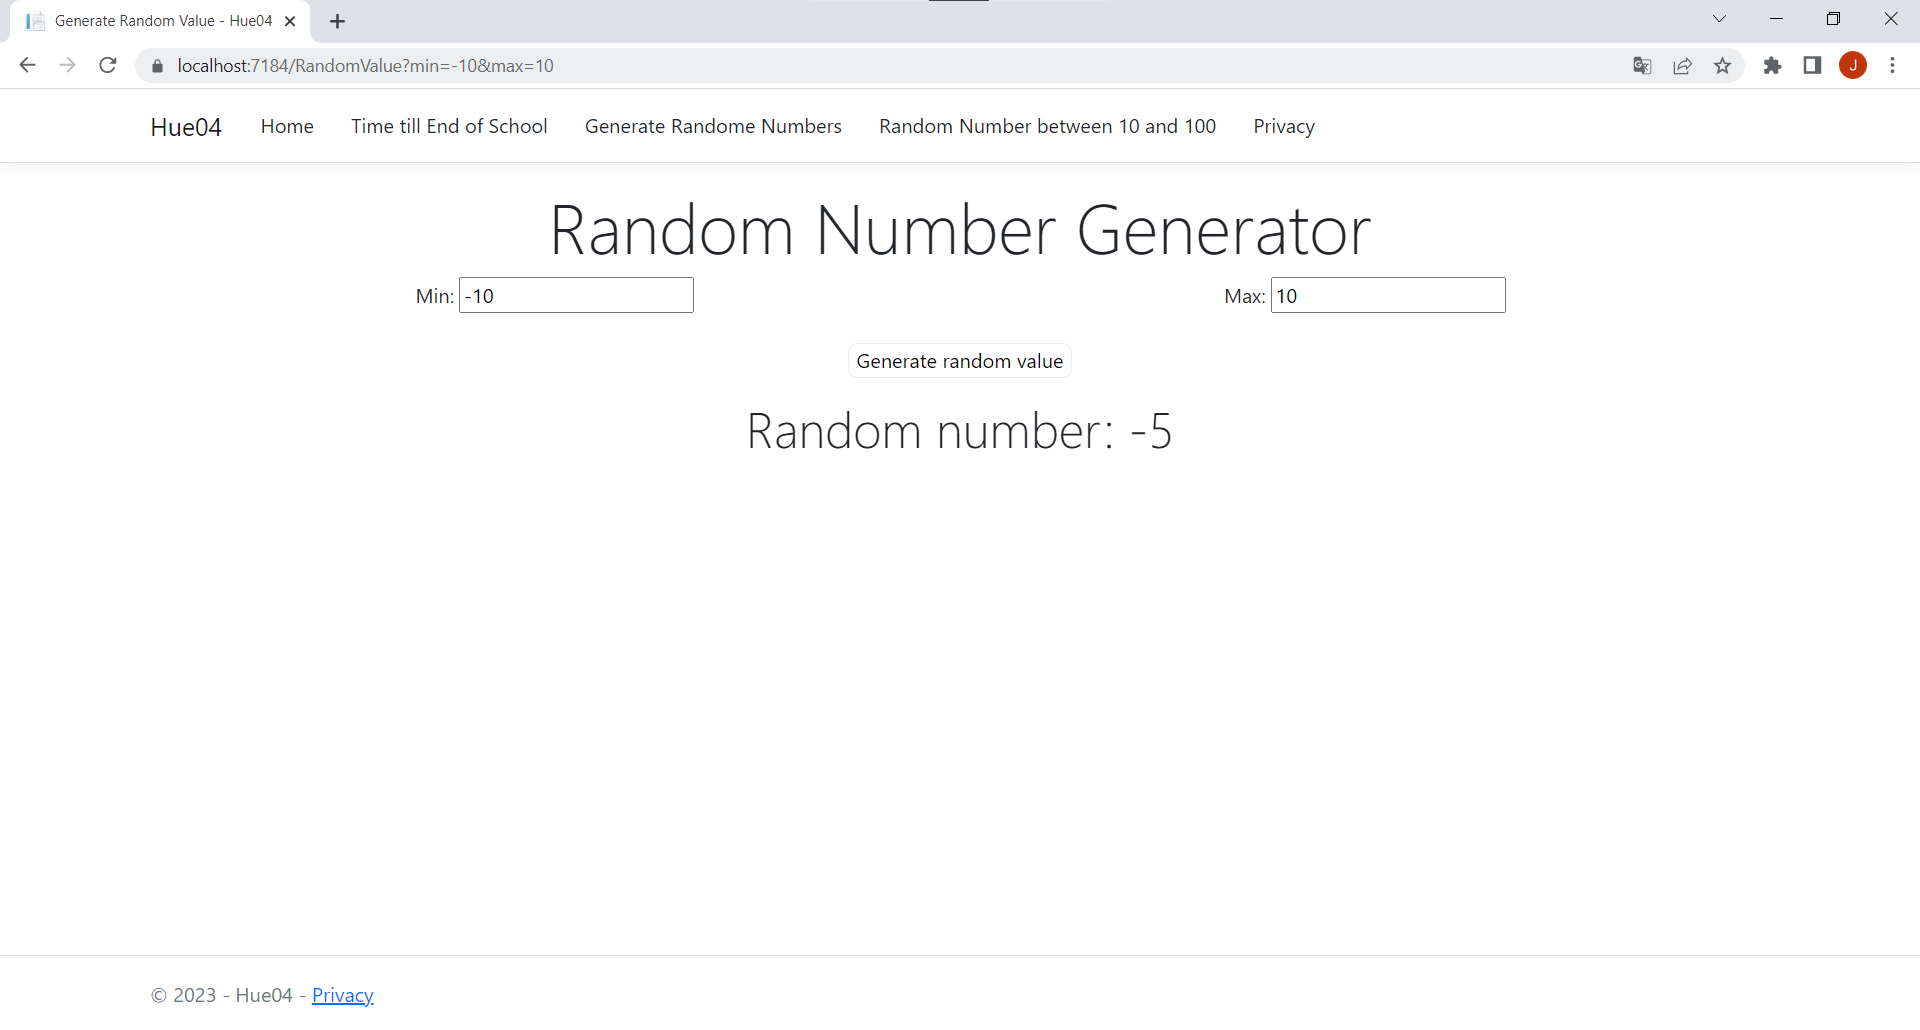 Generate Random Value - Hue04
localhost:7184/RandomValue?min=-10&max=10
J
Hue04 Home Time till End of School Generate Randome Numbers Random Number between 10 and 100 Privacy
Random Number Generator
Min: -10 Max: 10
Generate random value
Random number: -5
© 2023 - Hue04 - Privacy